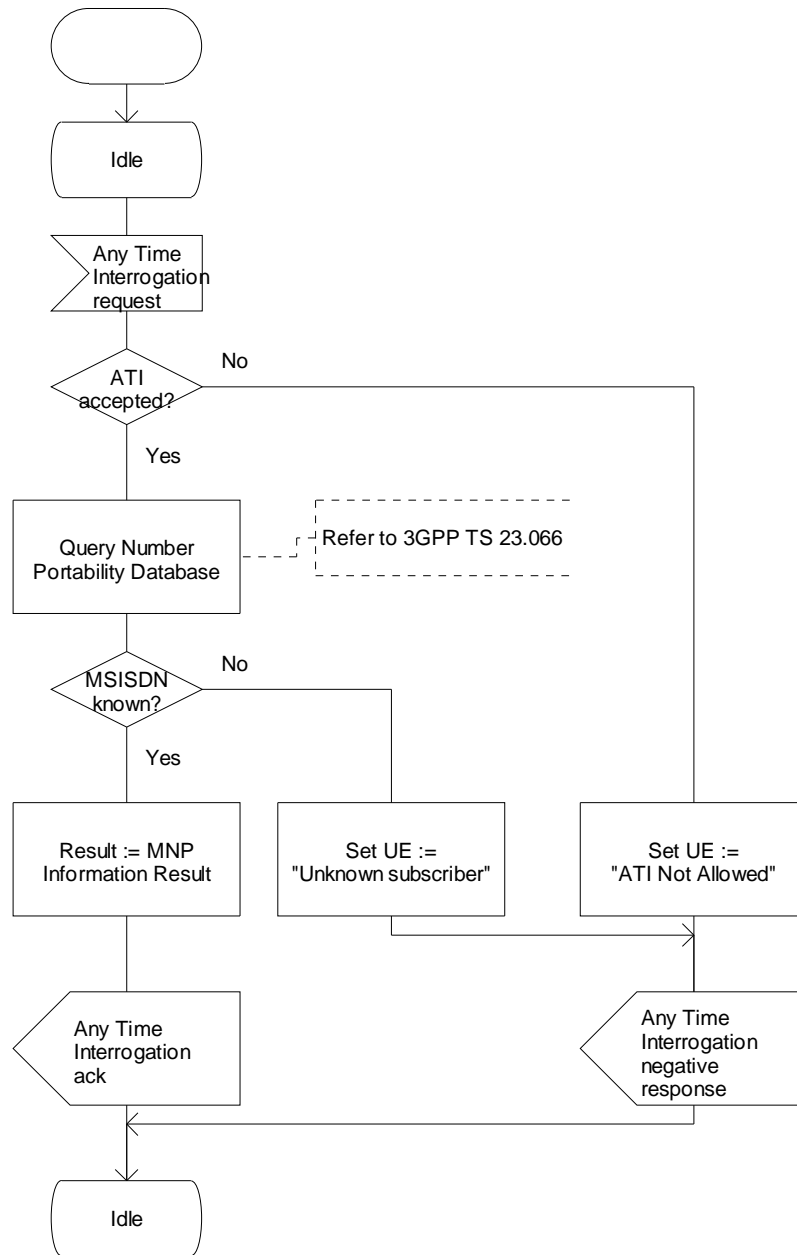 Idle
Any Time
Interrogation
request
ATI
accepted?
No
Yes
Query Number
Portability Database
Refer to 3GPP TS 23.066
MSISDN
known?
No
Yes
Result := MNP
Information Result
Set UE :=
"Unknown subscriber"
Set UE :=
"ATI Not Allowed"
Any Time
Interrogation
ack
Any Time
Interrogation
negative
response
Idle